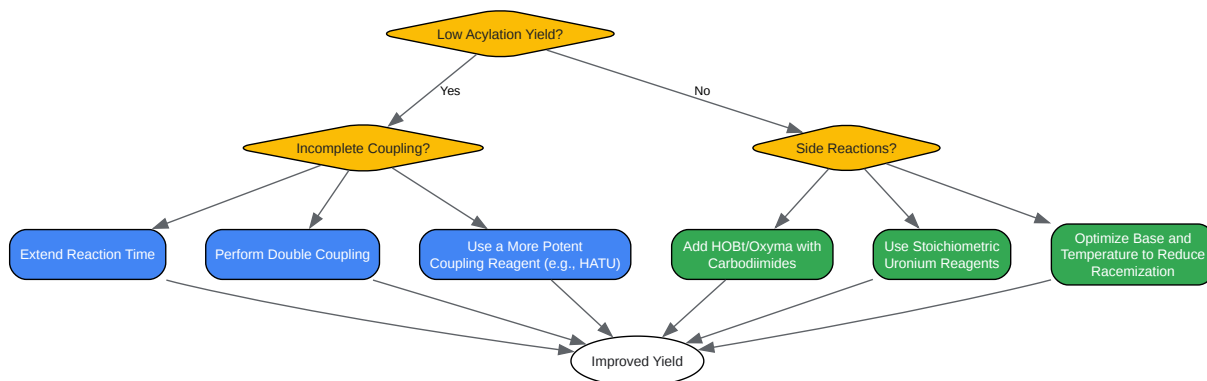 Low Acylation Yield?
Yes
No
Incomplete Coupling?
Side Reactions?
Extend Reaction Time
Perform Double Coupling
Use a More Potent
Coupling Reagent (e.g., HATU)
Add HOBt/Oxyma with
Carbodiimides
Use Stoichiometric
Uronium Reagents
Optimize Base and
Temperature to Reduce
Racemization
Improved Yield